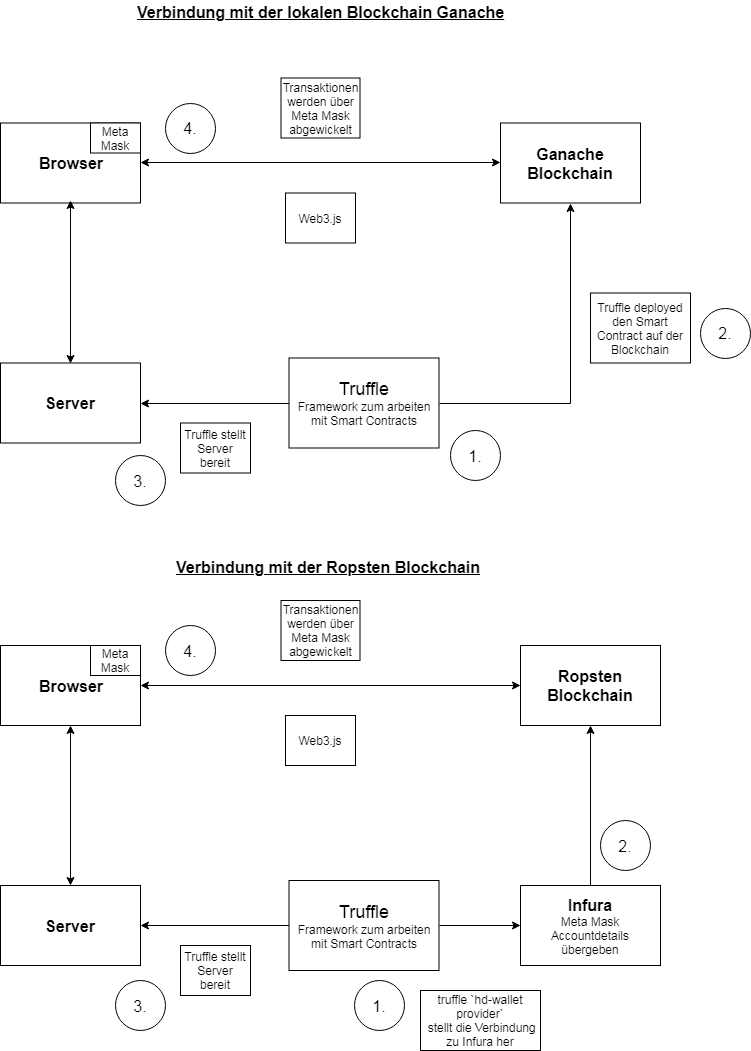 Verbindung mit der lokalen Blockchain Ganache
Transaktionen
werden über
Meta Mask
abgewickelt
4.
Meta
Mask
Browser
Ganache
Blockchain
Web3.js
Truffle deployed
den Smart
Contract auf der
Blockchain
2.
Server
Truffle
Framework zum arbeiten
mit Smart Contracts
Truffle stellt
Server
bereit
1.
3.
Verbindung mit der Ropsten Blockchain
Transaktionen
werden über
Meta Mask
abgewickelt
4.
Meta
Mask
Browser
Ropsten
Blockchain
Web3.js
2.
Server
Truffle
Framework zum arbeiten
mit Smart Contracts
Infura
Meta Mask
Accountdetails
übergeben
Truffle stellt
Server
bereit
3.
1.
truffle `hd-wallet
provider`
stellt die Verbindung
zu Infura her